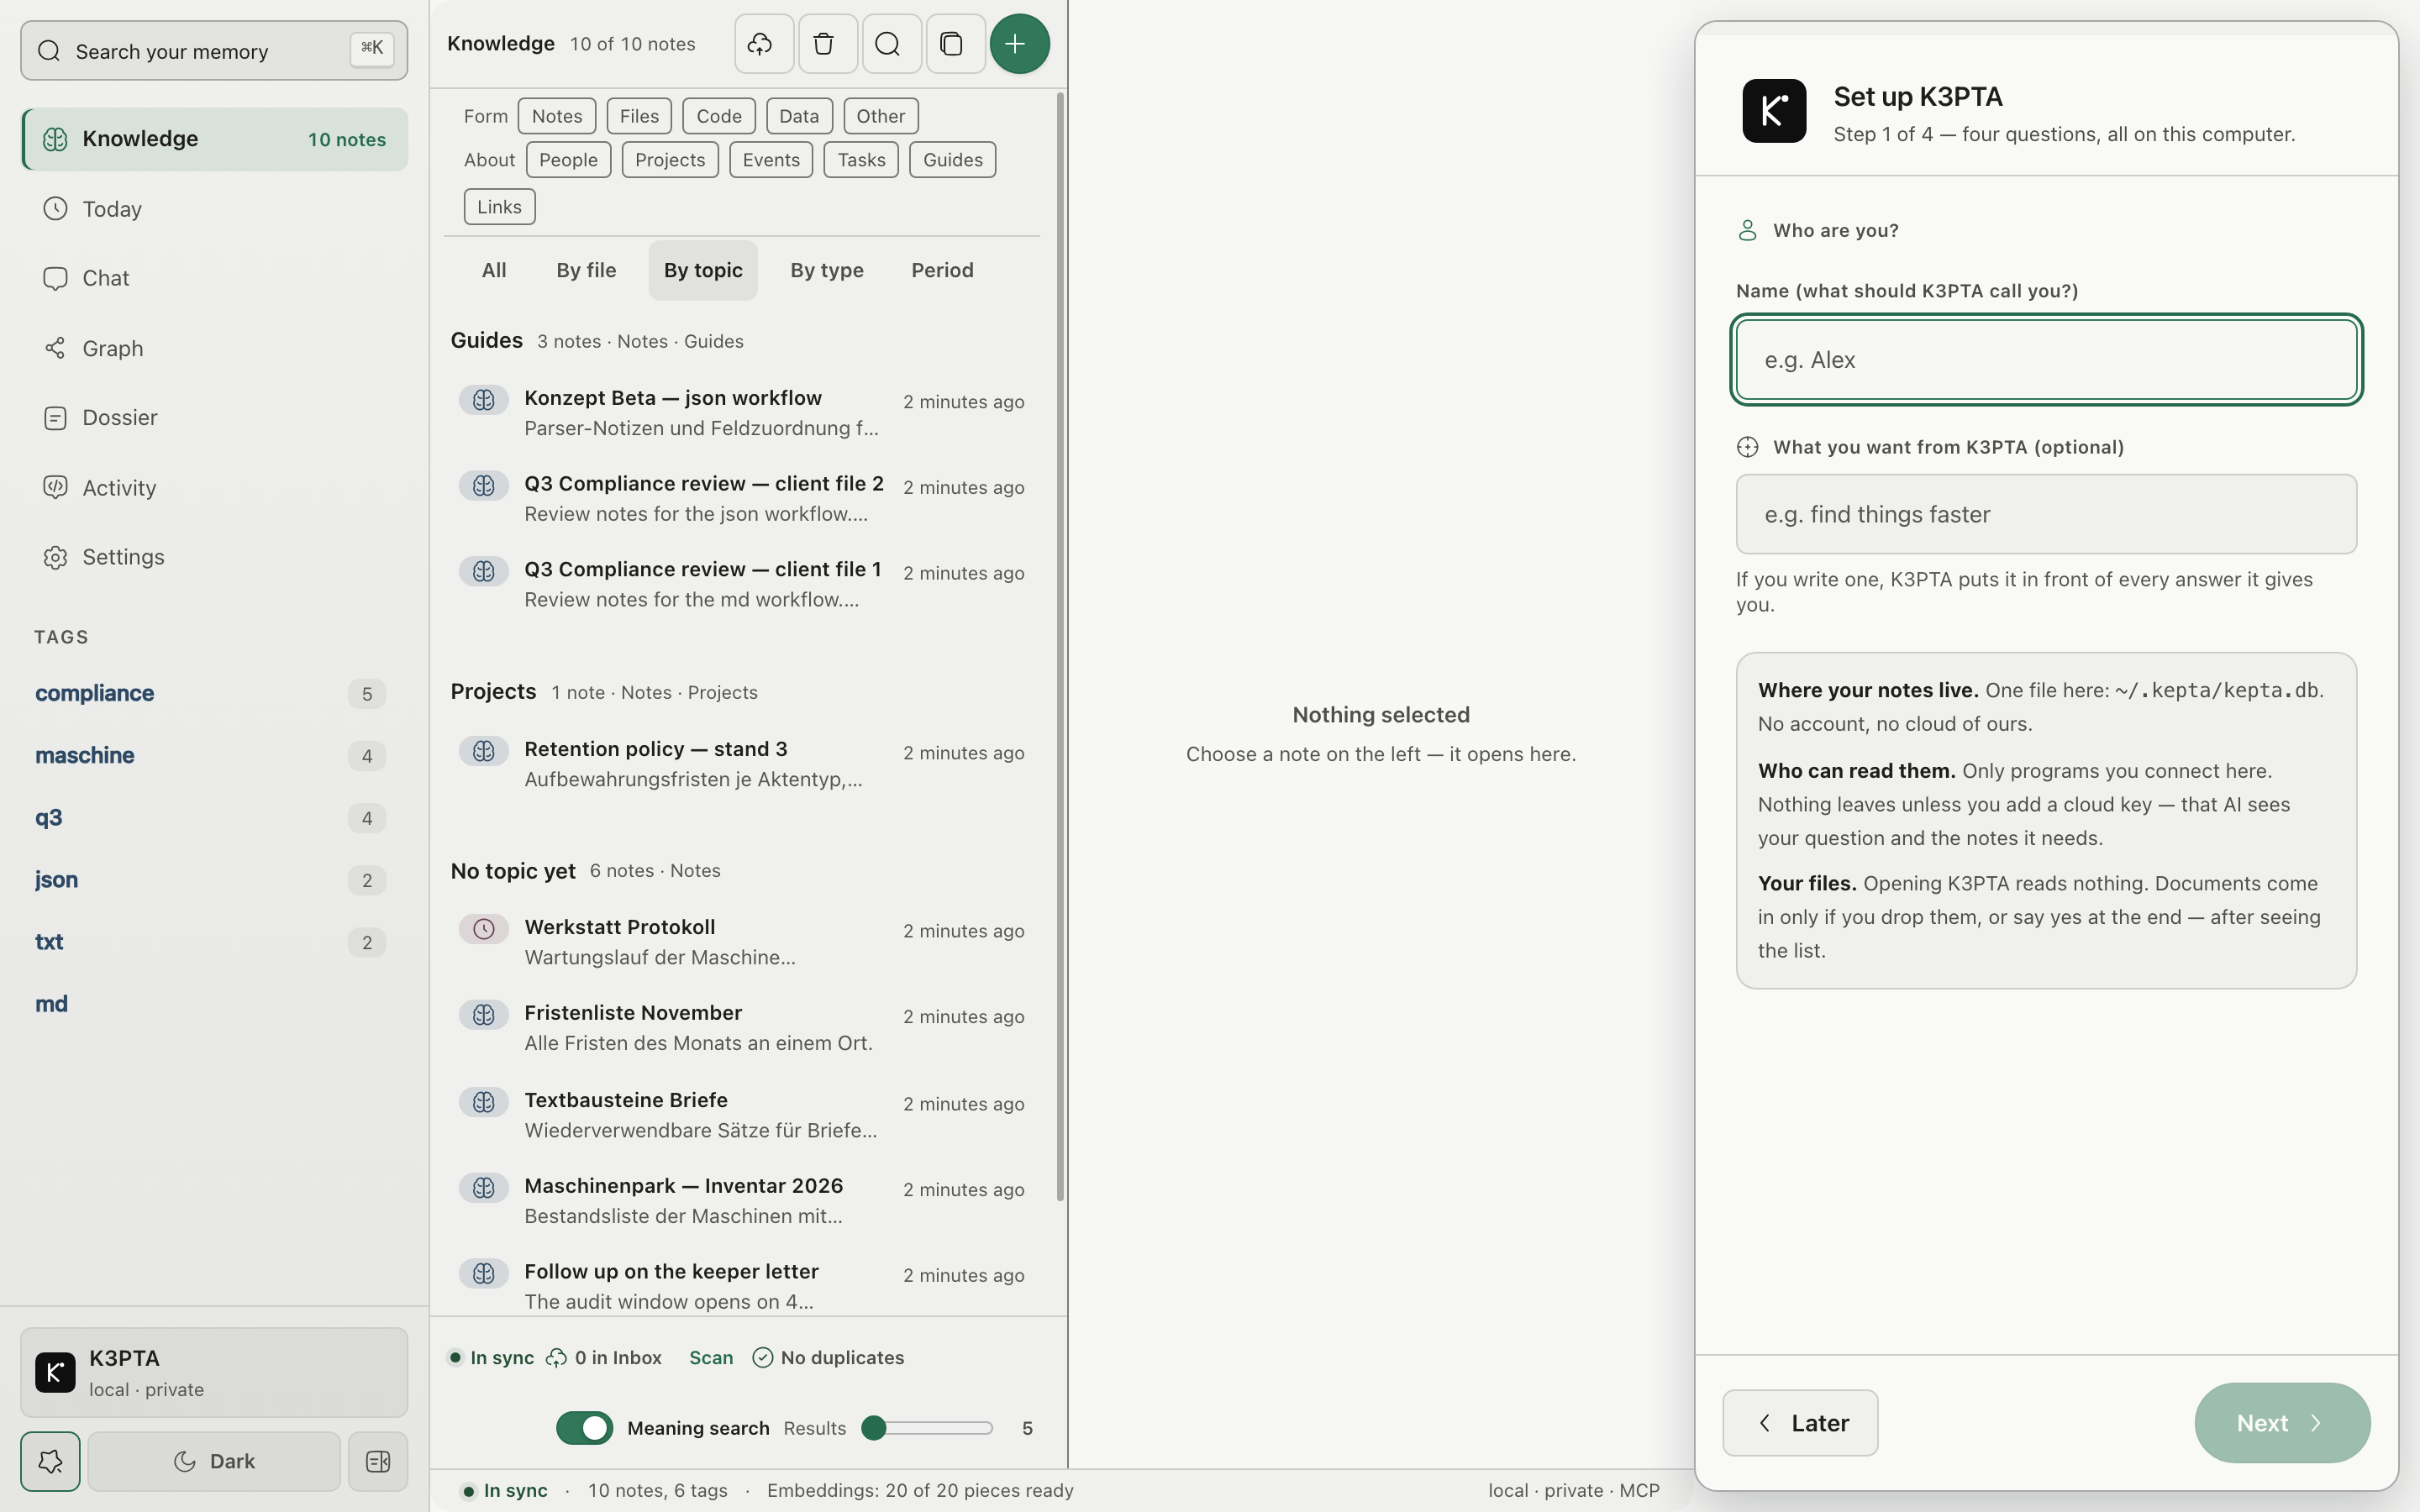 Search your memory ⌘K
Knowledge 10 notes
Today
Chat
Graph
Dossier
Activity
Settings
TAGS
compliance 5
maschine 4
q3 4
json 2
txt 2
md
K3PTA
local · private
Dark
Knowledge 10 of 10 notes
Form Notes Files Code Data Other
About People Projects Events Tasks Guides
Links
All By file By topic By type Period
Guides 3 notes · Notes · Guides
Konzept Beta — json workflow 2 minutes ago
Parser-Notizen und Feldzuordnung f...
Q3 Compliance review — client file 2 2 minutes ago
Review notes for the json workflow....
Q3 Compliance review — client file 1 2 minutes ago
Review notes for the md workflow....
Projects 1 note · Notes · Projects
Retention policy — stand 3 2 minutes ago
Aufbewahrungsfristen je Aktentyp,...
No topic yet 6 notes · Notes
Werkstatt Protokoll 2 minutes ago
Wartungslauf der Maschine...
Fristenliste November 2 minutes ago
Alle Fristen des Monats an einem Ort.
Textbausteine Briefe 2 minutes ago
Wiederverwendbare Sätze für Briefe...
Maschinenpark — Inventar 2026 2 minutes ago
Bestandsliste der Maschinen mit...
Follow up on the keeper letter 2 minutes ago
The audit window opens on 4...
In sync 0 in Inbox Scan No duplicates
Meaning search Results 5
In sync · 10 notes, 6 tags · Embeddings: 20 of 20 pieces ready local · private · MCP
Nothing selected
Choose a note on the left — it opens here.
Set up K3PTA
Step 1 of 4 — four questions, all on this computer.
Who are you?
Name (what should K3PTA call you?)
e.g. Alex
What you want from K3PTA (optional)
e.g. find things faster
If you write one, K3PTA puts it in front of every answer it gives
you.
Where your notes live. One file here: ~/.kepta/kepta.db.
No account, no cloud of ours.
Who can read them. Only programs you connect here.
Nothing leaves unless you add a cloud key — that AI sees
your question and the notes it needs.
Your files. Opening K3PTA reads nothing. Documents come
in only if you drop them, or say yes at the end — after seeing
the list.
Later Next